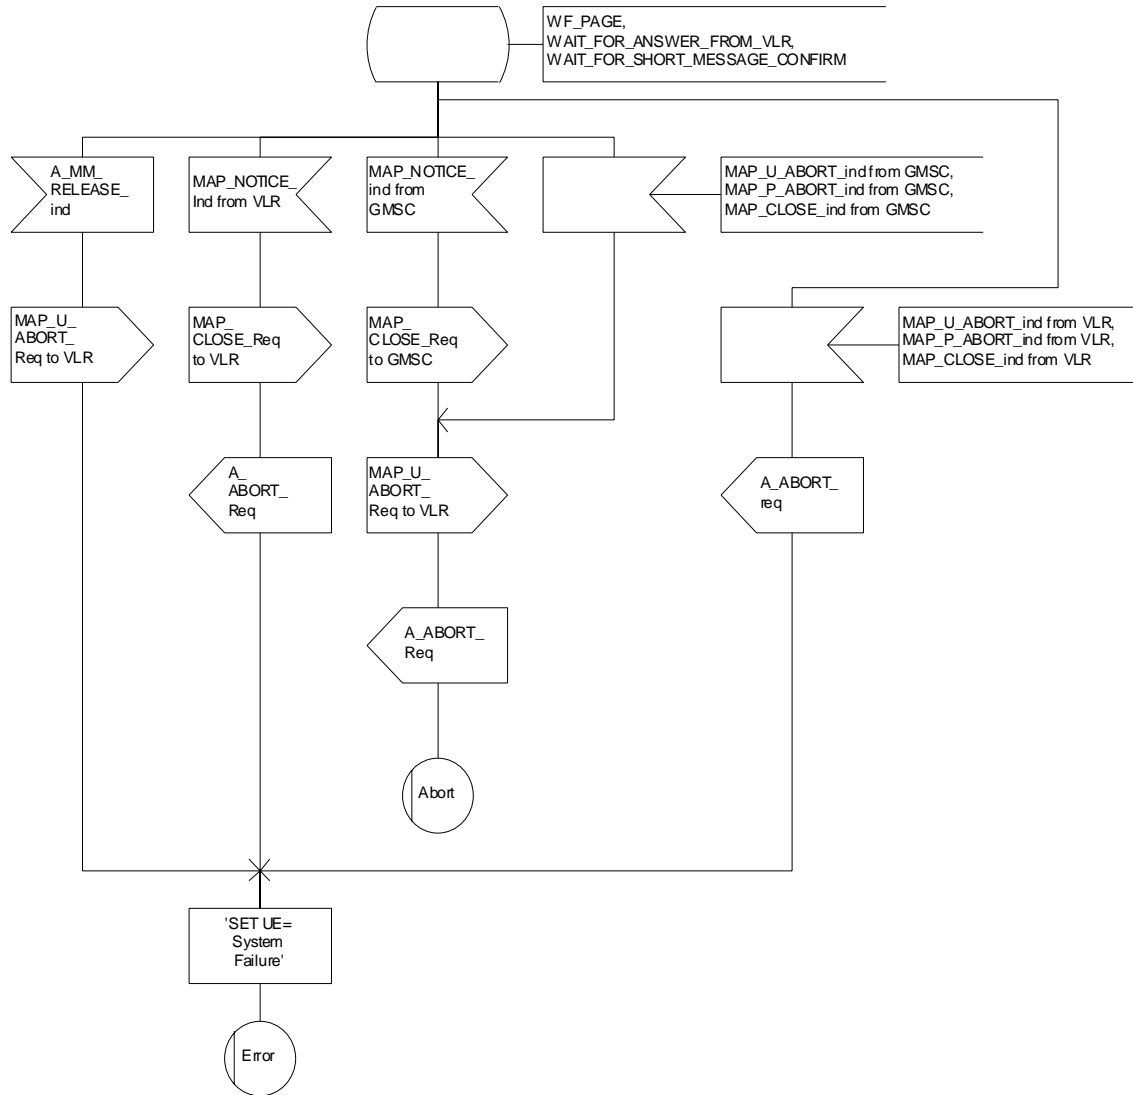 WF_PAGE,
WAIT_FOR_ANSWER_FROM_VLR,
WAIT_FOR_SHORT_MESSAGE_CONFIRM
A_MM_
RELEASE_
ind
MAP_NOTICE_
Ind from VLR
MAP_NOTICE_
ind from
GMSC
MAP_U_ABORT_ind from GMSC,
MAP_P_ABORT_ind from GMSC,
MAP_CLOSE_ind from GMSC
MAP_U_
ABORT_
Req to VLR
MAP_
CLOSE_Req
to VLR
MAP_
CLOSE_Req
to GMSC
MAP_U_ABORT_ind from VLR,
MAP_P_ABORT_ind from VLR,
MAP_CLOSE_ind from VLR
A_
ABORT_
Req
MAP_U_
ABORT_
Req to VLR
A_ABORT_
req
A_ABORT_
Req
Abort
'SET UE=
System
Failure'
Error